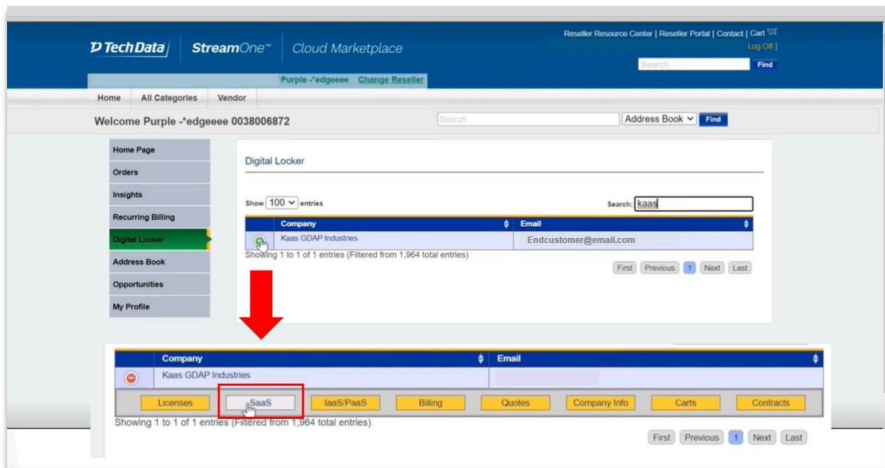 Reseller Resource Center | Reseller Portal | Contact | Cart
Log Off ]
TechData StreamOne™ Cloud Marketplace
Search Find
Purple -*edgeeee Change Reseller
Home All Categories Vendor
Welcome Purple -*edgeeee 0038006872 Search Address Book Find
Home Page
Orders
Insights
Recurring Billing
Digital Locker
Address Book
Opportunities
My Profile
Digital Locker
Show 100 entries Search: kaas
Company Email
Kaas GDAP Industries Endcustomer@email.com
Showing 1 to 1 of 1 entries (Filtered from 1,964 total entries)
First Previous 1 Next Last
Company Email
Kaas GDAP Industries
Licenses SaaS IaaS/PaaS Billing Quotes Company Info Carts Contracts
Showing 1 to 1 of 1 entries (Filtered from 1,964 total entries)
First Previous 1 Next Last